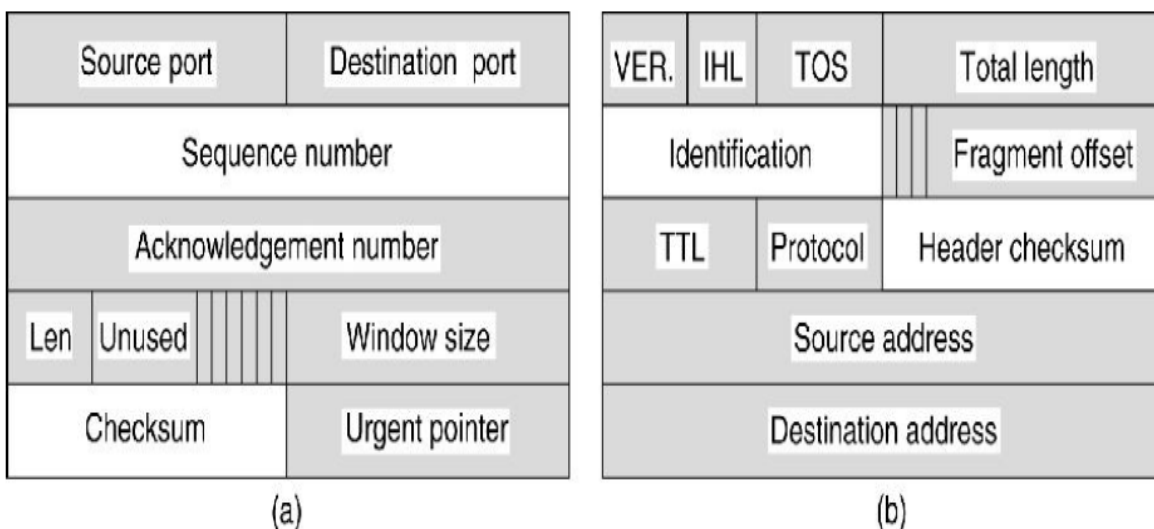 Source port Destination port
Sequence number
Acknowledgement number
Len Unused Window size
Checksum Urgent pointer
(a)
VER. IHL TOS Total length
Identification Fragment offset
TTL Protocol Header checksum
Source address
Destination address
(b)